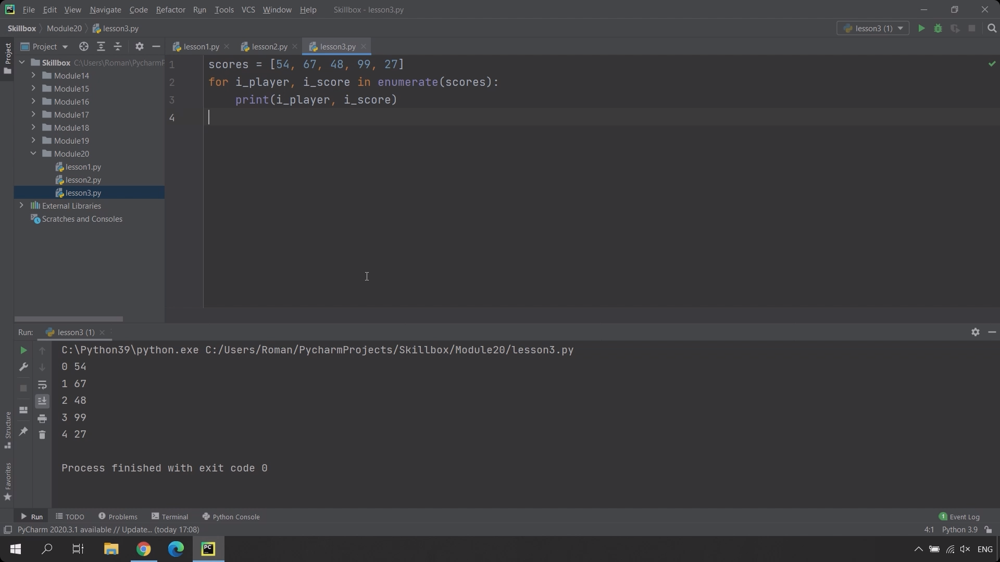 File Edit View Navigate Code Refactor Run Tools VCS Window Help Skillbox - lesson3.py
Skillbox Module20 lesson3.py lesson3 (1)
Project lesson1.py lesson2.py lesson3.py
Project
Skillbox C:\Users\Roman\PycharmP
Module14
Module15
Module16
Module17
Module18
Module19
Module20
lesson1.py
lesson2.py
lesson3.py
External Libraries
Scratches and Consoles
1 scores = [54, 67, 48, 99, 27]
2 for i_player, i_score in enumerate(scores):
3 print(i_player, i_score)
4
Run: lesson3 (1)
C:\Python39\python.exe C:/Users/Roman/PycharmProjects/Skillbox/Module20/lesson3.py
0 54
1 67
2 48
3 99
4 27
Process finished with exit code 0
Structure
Favorites
Run TODO Problems Terminal Python Console 1 Event Log
PyCharm 2020.3.1 available // Update... (today 17:08) 4:1 Python 3.9
PC ENG